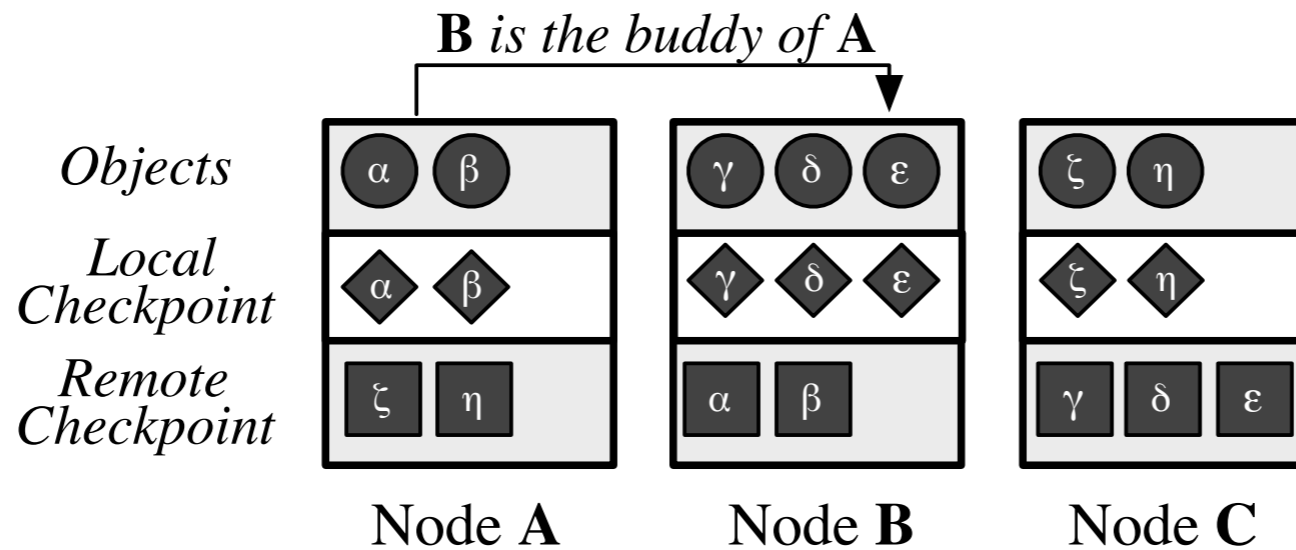 B is the buddy of A
Objects
α β
γ δ ε
ζ η
Local
Checkpoint
α β
γ δ ε
ζ η
Remote
Checkpoint
ζ η
α β
γ δ ε
Node A
Node B
Node C